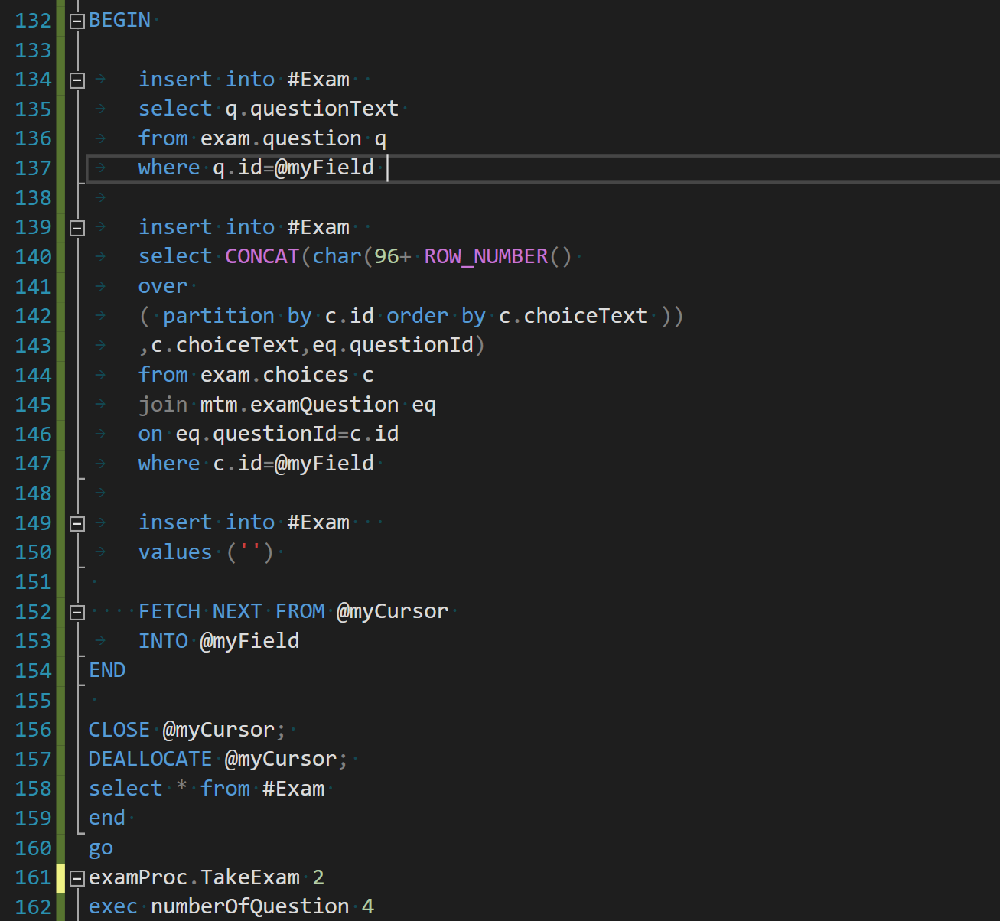 132 BEGIN
133
134 insert into #Exam
135 select q.questionText
136 from exam.question q
137 where q.id=@myField
138
139 insert into #Exam
140 select CONCAT(char(96+ ROW_NUMBER()
141 over
142 ( partition by c.id order by c.choiceText ))
143 ,c.choiceText,eq.questionId)
144 from exam.choices c
145 join mtm.examQuestion eq
146 on eq.questionId=c.id
147 where c.id=@myField
148
149 insert into #Exam
150 values ('')
151
152 FETCH NEXT FROM @myCursor
153 INTO @myField
154 END
155
156 CLOSE @myCursor;
157 DEALLOCATE @myCursor;
158 select * from #Exam
159 end
160 go
161 examProc.TakeExam 2
162 exec numberOfQuestion 4